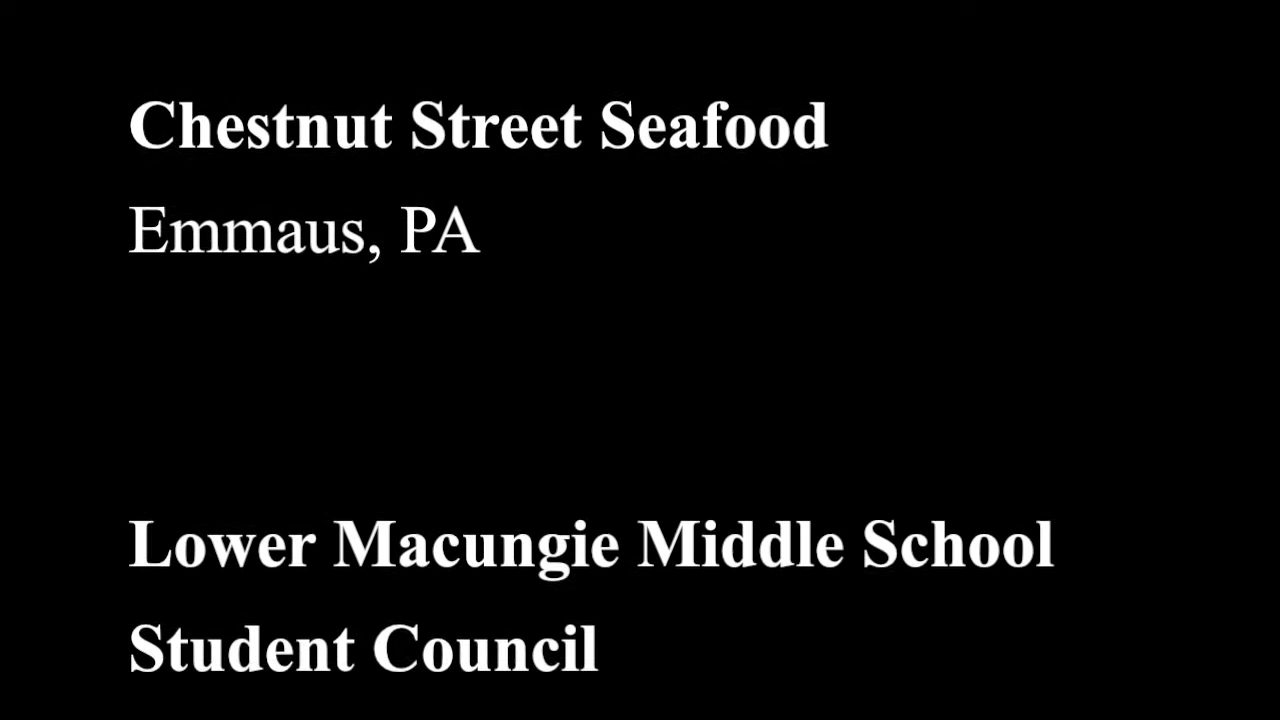 Chestnut Street Seafood
Emmaus, PA
Lower Macungie Middle School
Student Council